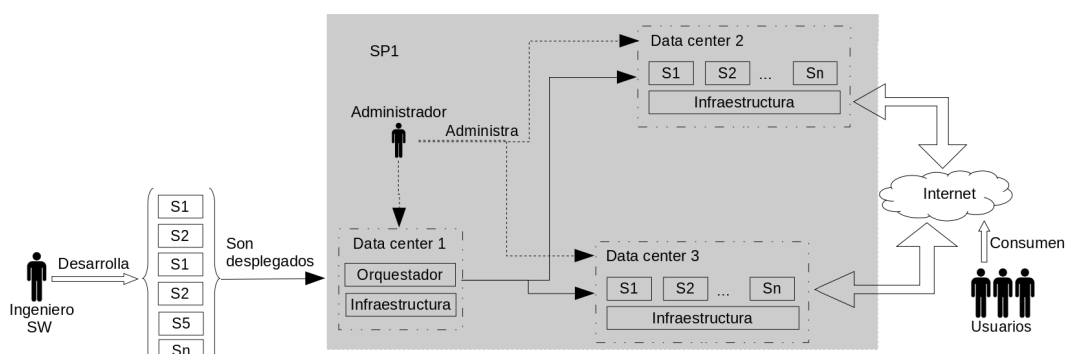 SP1
Administrador
Administra
Data center 2
S1 S2 ... Sn
Infraestructura
Internet
Consumen
Usuarios
Data center 1
Orquestador
Infraestructura
Data center 3
S1 S2 ... Sn
Infraestructura
Son
desplegados
S1
S2
S1
S2
S5
Sn
Desarrolla
Ingeniero
SW